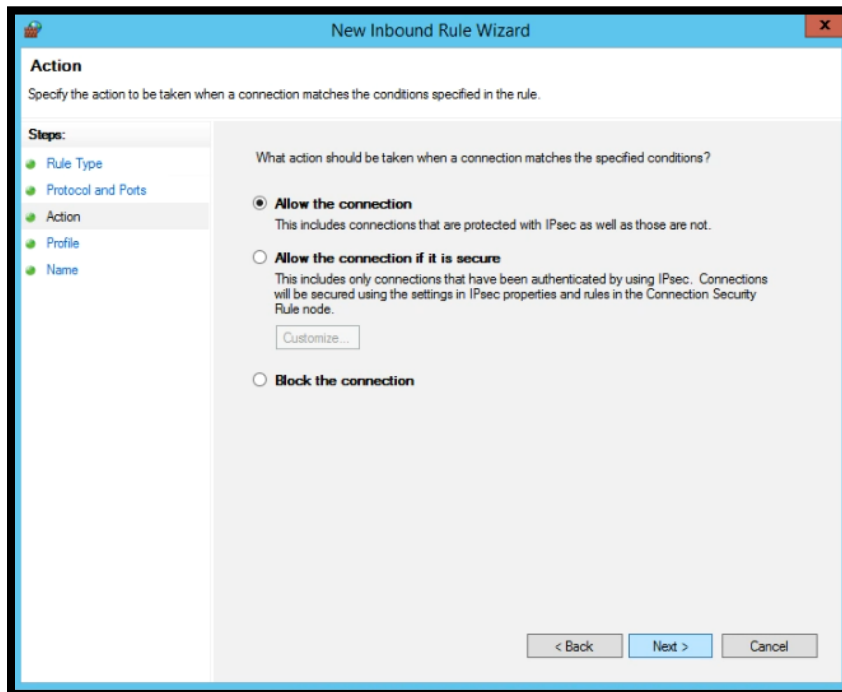 New Inbound Rule Wizard
x
Action
Specify the action to be taken when a connection matches the conditions specified in the rule.
Steps:
Rule Type
Protocol and Ports
Action
Profile
Name
What action should be taken when a connection matches the specified conditions?
Allow the connection
This includes connections that are protected with IPsec as well as those are not.
Allow the connection if it is secure
This includes only connections that have been authenticated by using IPsec. Connections
will be secured using the settings in IPsec properties and rules in the Connection Security
Rule node.
Customize...
Block the connection
< Back
Next >
Cancel